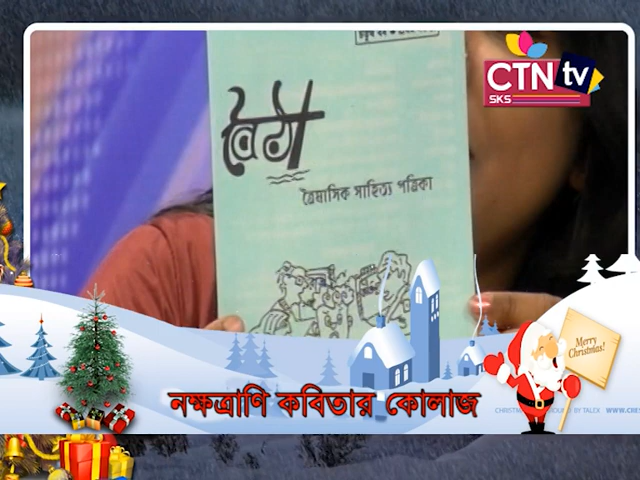 CTN tv
SKS
বৈঠা
ত্রৈমাসিক সাহিত্য পত্রিকা
Merry
Christmas!
নক্ষত্রাণি কবিতার কোলাজ